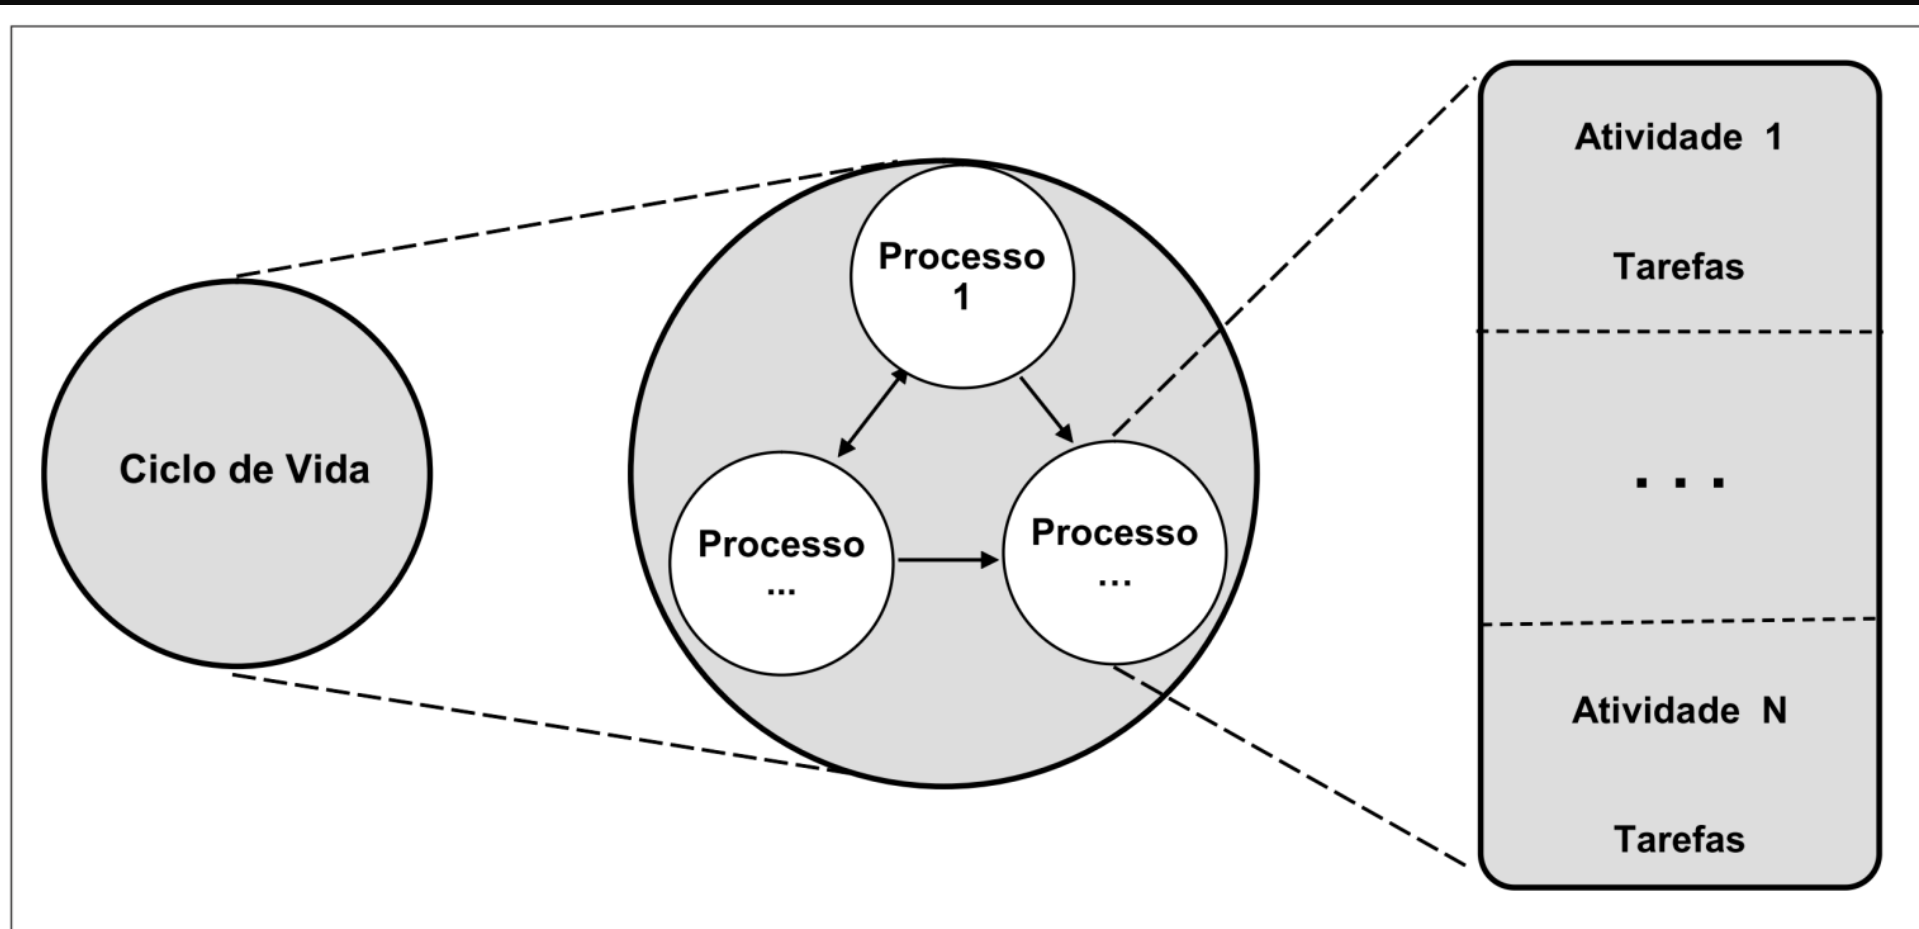 Ciclo de Vida
Processo
1
Processo
...
Processo
...
Atividade 1
Tarefas
. . .
Atividade N
Tarefas